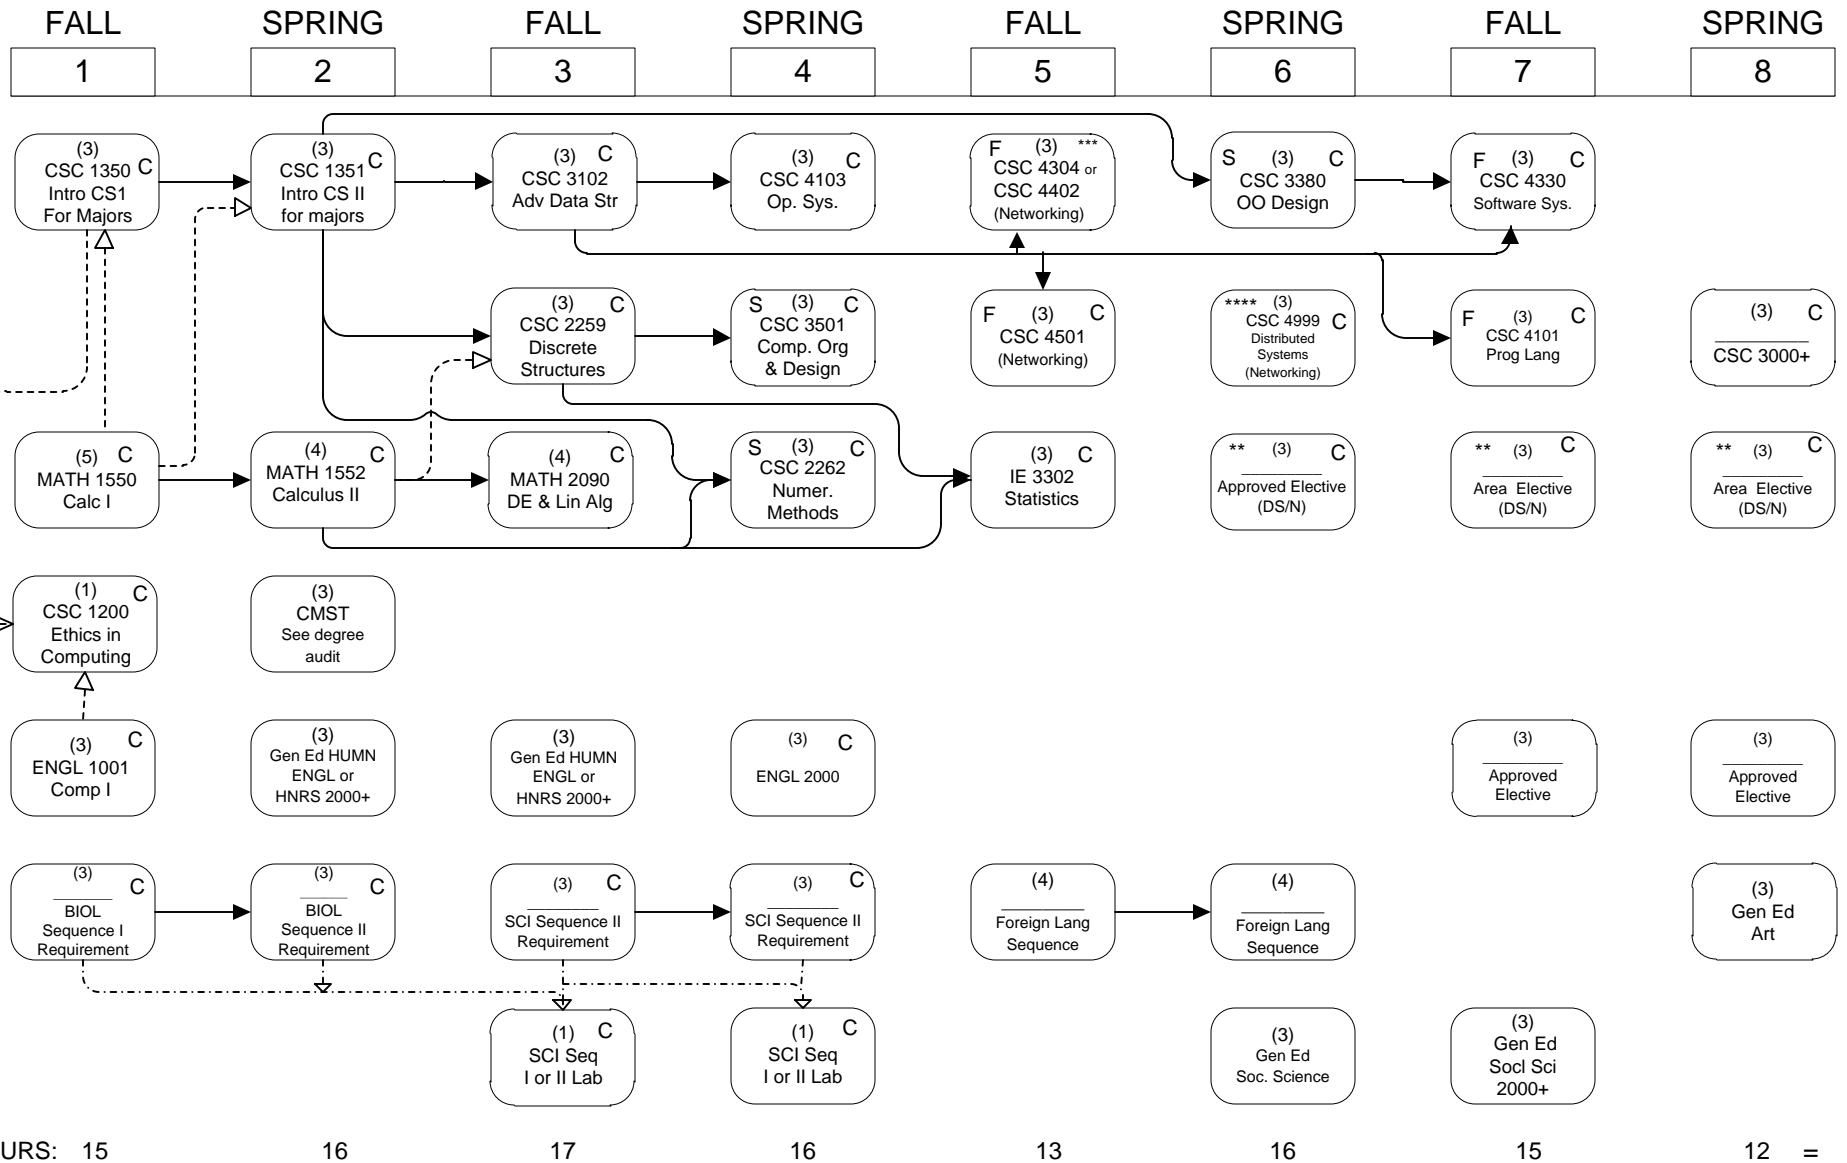 FALL SPRING FALL SPRING FALL SPRING FALL SPRING
1 2 3 4 5 6 7 8
(3) C
CSC 1350
Intro CS1
For Majors
(3) C
CSC 1351
Intro CS II
for majors
(3) C
CSC 3102
Adv Data Str
(3) C
CSC 4103
Op. Sys.
F (3) ***
CSC 4304 or
CSC 4402
(Networking)
S (3) C
CSC 3380
OO Design
F (3) C
CSC 4330
Software Sys.
(3) C
CSC 2259
Discrete
Structures
S (3) C
CSC 3501
Comp. Org
& Design
F (3) C
CSC 4501
(Networking)
**** (3)
CSC 4999 C
Distributed
Systems
(Networking)
F (3) C
CSC 4101
Prog Lang
(3) C
CSC 3000+
(5) C
MATH 1550
Calc I
(4) C
MATH 1552
Calculus II
(4) C
MATH 2090
DE & Lin Alg
S (3) C
CSC 2262
Numer.
Methods
(3) C
IE 3302
Statistics
** (3) C
Approved Elective
(DS/N)
** (3) C
Area Elective
(DS/N)
** (3) C
Area Elective
(DS/N)
(1) C
CSC 1200
Ethics in
Computing
(3)
CMST
See degree
audit
(3) C
ENGL 1001
Comp I
(3)
Gen Ed HUMN
ENGL or
HNRS 2000+
(3)
Gen Ed HUMN
ENGL or
HNRS 2000+
(3) C
ENGL 2000
(3)
Approved
Elective
(3)
Approved
Elective
(3) C
BIOL
Sequence I
Requirement
(3) C
BIOL
Sequence II
Requirement
(3) C
SCI Sequence II
Requirement
(3) C
SCI Sequence II
Requirement
(4)
Foreign Lang
Sequence
(4)
Foreign Lang
Sequence
(3)
Gen Ed
Art
(1) C
SCI Seq
I or II Lab
(1) C
SCI Seq
I or II Lab
(3)
Gen Ed
Soc. Science
(3)
Gen Ed
Socl Sci
2000+
URS: 15 16 17 16 13 16 15 12 =